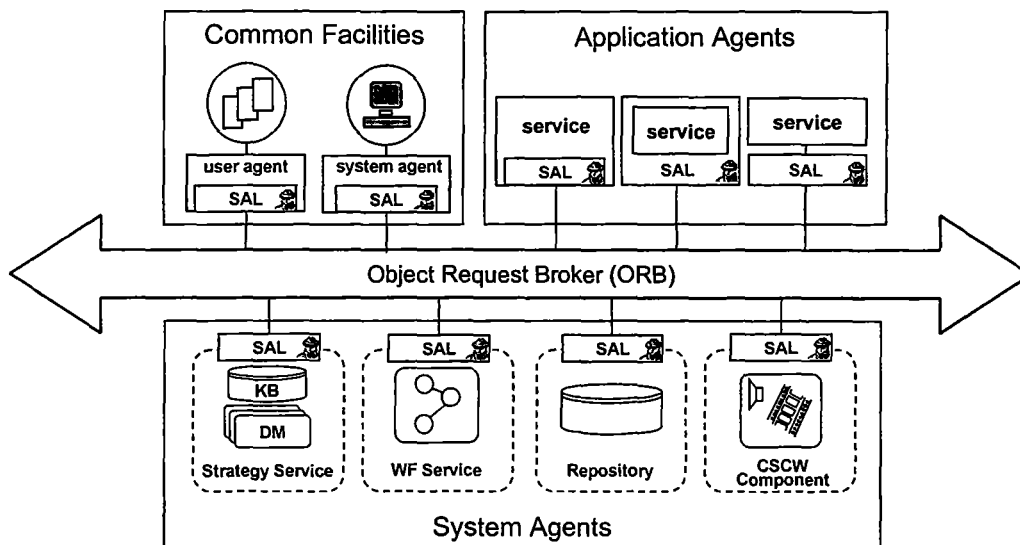 Common Facilities
user agent
SAL
system agent
SAL
Application Agents
service
SAL
service
SAL
service
SAL
Object Request Broker (ORB)
SAL
KB
DM
Strategy Service
SAL
WF Service
SAL
Repository
SAL
CSCW
Component
System Agents